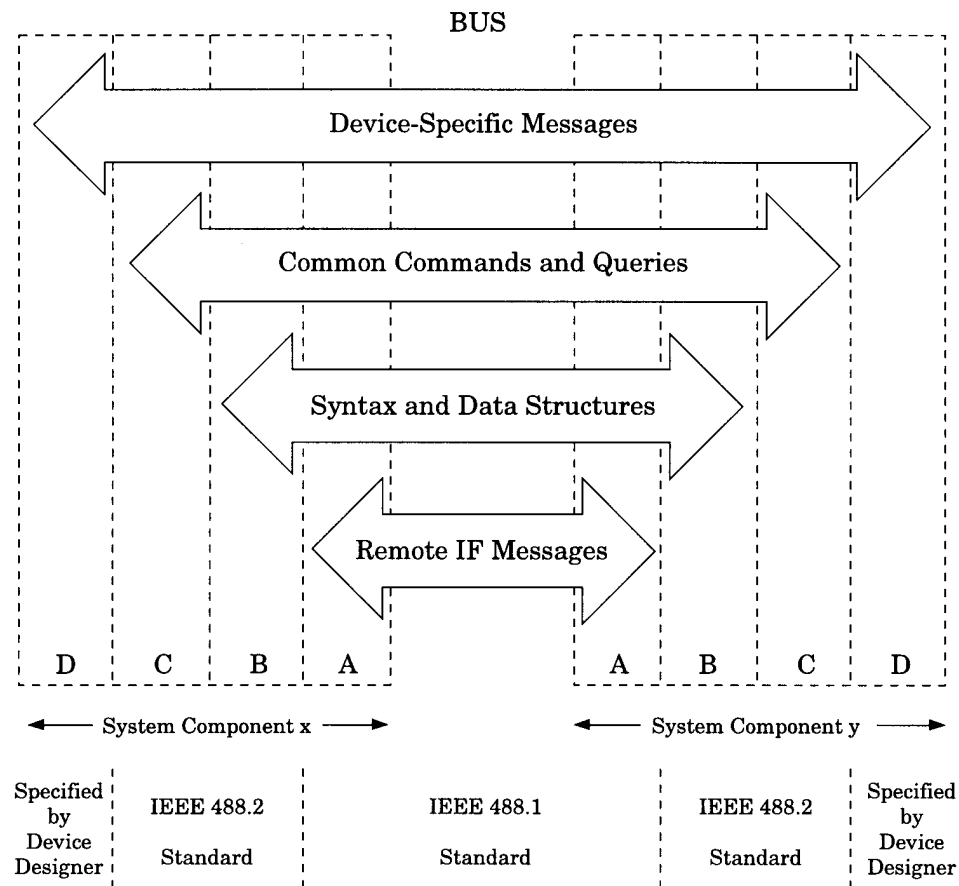 BUS
Device-Specific Messages
Common Commands and Queries
Syntax and Data Structures
Remote IF Messages
D C B A A B C D
System Component x System Component y
Specified by Device Designer
IEEE 488.2 Standard
IEEE 488.1 Standard
IEEE 488.2 Standard
Specified by Device Designer